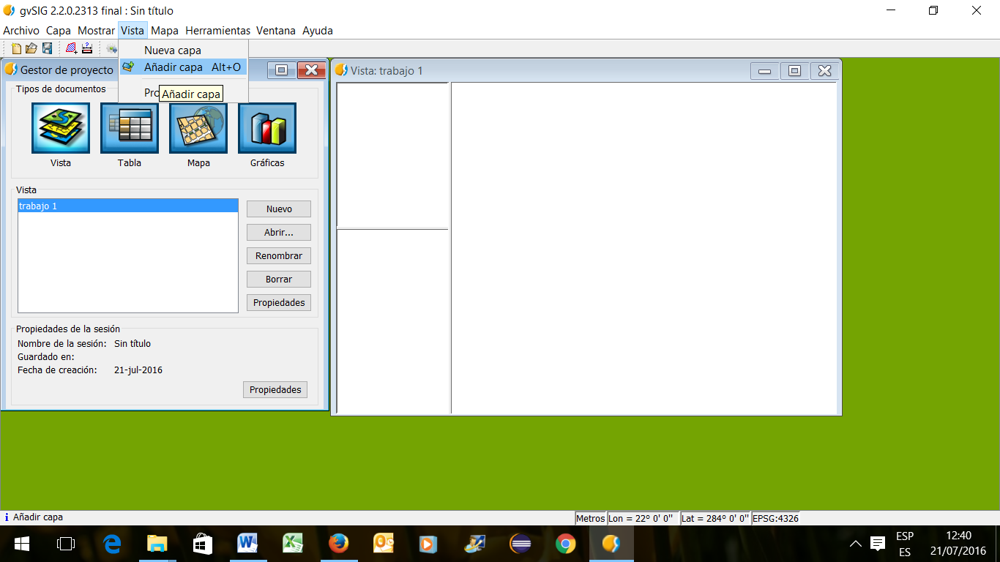 gvSIG 2.2.0.2313 final : Sin título
Archivo Capa Mostrar Vista Mapa Herramientas Ventana Ayuda
Nueva capa
Añadir capa Alt+O
Pro
Añadir capa
Gestor de proyecto
Tipos de documentos
Vista Tabla Mapa Gráficas
Vista
trabajo 1
Nuevo
Abrir...
Renombrar
Borrar
Propiedades
Propiedades de la sesión
Nombre de la sesión: Sin título
Guardado en:
Fecha de creación: 21-jul-2016
Propiedades
Vista: trabajo 1
Añadir capa
Metros Lon = 22° 0' 0'' Lat = 284° 0' 0'' EPSG:4326
ESP
ES
12:40
21/07/2016